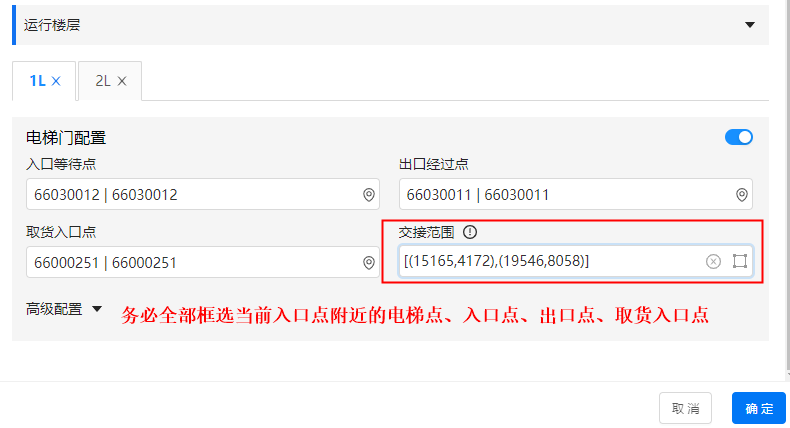 运行楼层
1L 2L
电梯门配置
入口等待点 出口经过点
66030012 | 66030012 66030011 | 66030011
取货入口点 交接范围
66000251 | 66000251 [(15165,4172),(19546,8058)]
高级配置 务必全部框选当前入口点附近的电梯点、入口点、出口点、取货入口点
取消 确定